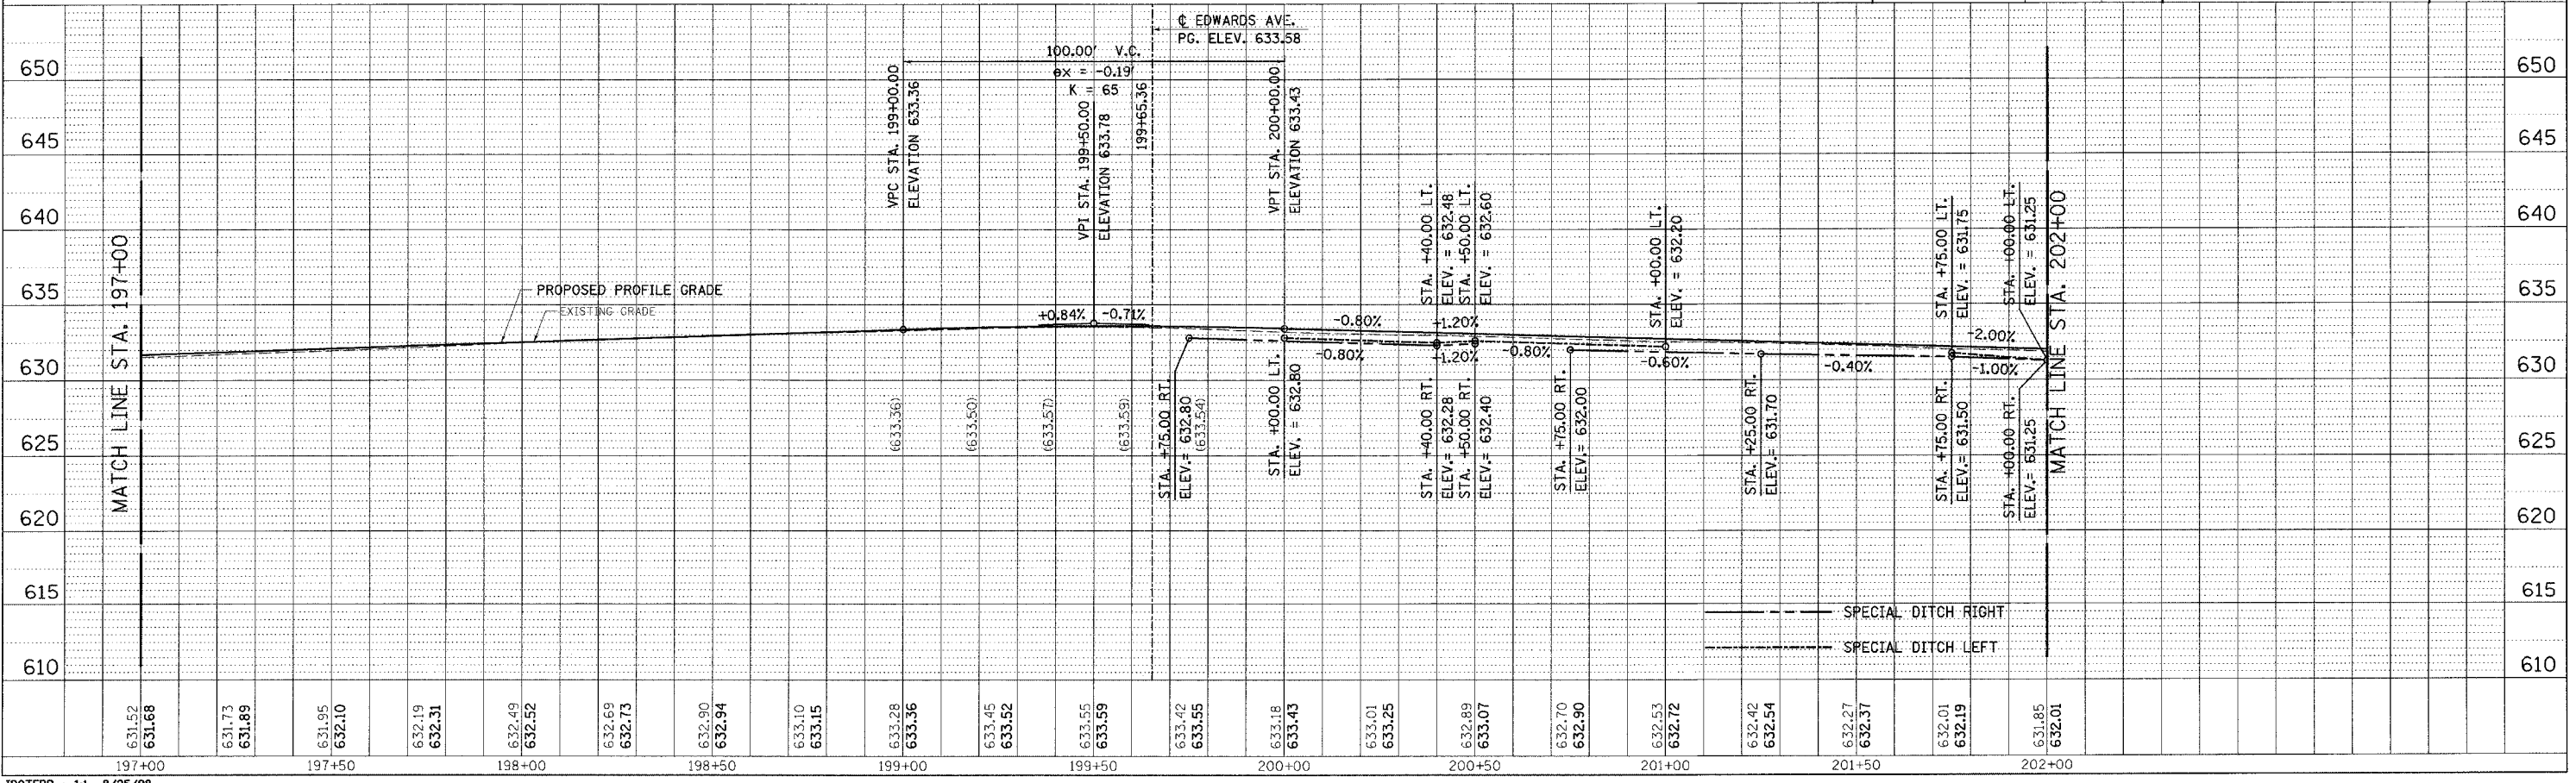 ℄ EDWARDS AVE.
PG. ELEV. 633.58
100.00' V.C.
ex = -0.19'
K = 65
650
645
640
635
630
625
620
615
610
650
645
640
635
630
625
620
615
610
MATCH LINE STA. 197+00
VPC STA. 199+00.00
ELEVATION 633.36
VPI STA. 199+50.00
ELEVATION 633.78
199+65.36
VPT STA. 200+00.00
ELEVATION 633.43
STA. +40.00 LT.
ELEV. = 632.48
STA. +50.00 LT.
ELEV. = 632.60
STA. +00.00 LT.
ELEV. = 632.20
STA. +75.00 LT.
ELEV. = 631.75
STA. +00.00 LT.
ELEV. = 631.25
MATCH LINE STA. 202+00
PROPOSED PROFILE GRADE
EXISTING GRADE
+0.84%
-0.71%
-0.80%
+1.20%
-2.00%
-0.80%
+1.20%
-0.80%
-0.60%
-0.40%
-1.00%
(633.36)
(633.50)
(633.57)
(633.59)
(633.54)
STA. +75.00 RT.
ELEV.= 632.80
STA. +00.00 LT.
ELEV. = 632.80
STA. +40.00 RT.
ELEV.= 632.28
STA. +50.00 RT.
ELEV.= 632.40
STA. +75.00 RT.
ELEV.= 632.00
STA. +25.00 RT.
ELEV.= 631.70
STA. +75.00 RT.
ELEV.= 631.50
STA. +00.00 RT.
ELEV.= 631.25
SPECIAL DITCH RIGHT
SPECIAL DITCH LEFT
631.52
631.68
631.73
631.89
631.95
632.10
632.19
632.31
632.49
632.52
632.69
632.73
632.90
632.94
633.10
633.15
633.28
633.36
633.45
633.52
633.55
633.59
633.42
633.55
633.18
633.43
633.01
633.25
632.89
633.07
632.70
632.90
632.53
632.72
632.42
632.54
632.27
632.37
632.01
632.19
631.85
632.01
197+00
197+50
198+00
198+50
199+00
199+50
200+00
200+50
201+00
201+50
202+00